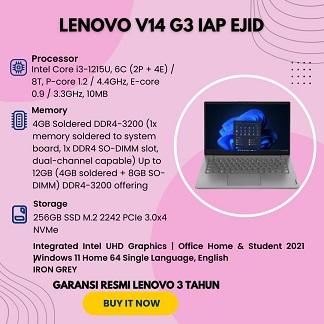 LENOVO V14 G3 IAP EJID
Processor
Intel Core i3-1215U, 6C (2P + 4E) /
8T, P-core 1.2 / 4.4GHz, E-core
0.9 / 3.3GHz, 10MB
Memory
4GB Soldered DDR4-3200 (1x
memory soldered to system
board, 1x DDR4 SO-DIMM slot,
dual-channel capable) Up to
12GB (4GB soldered + 8GB SO-
DIMM) DDR4-3200 offering
Storage
256GB SSD M.2 2242 PCIe 3.0x4
NVMe
Integrated Intel UHD Graphics | Office Home & Student 2021
Windows 11 Home 64 Single Language, English
IRON GREY
GARANSI RESMI LENOVO 3 TAHUN
BUY IT NOW